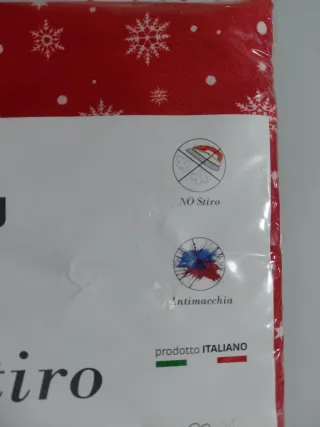 NO Stiro
Antimacchia
prodotto ITALIANO
tiro